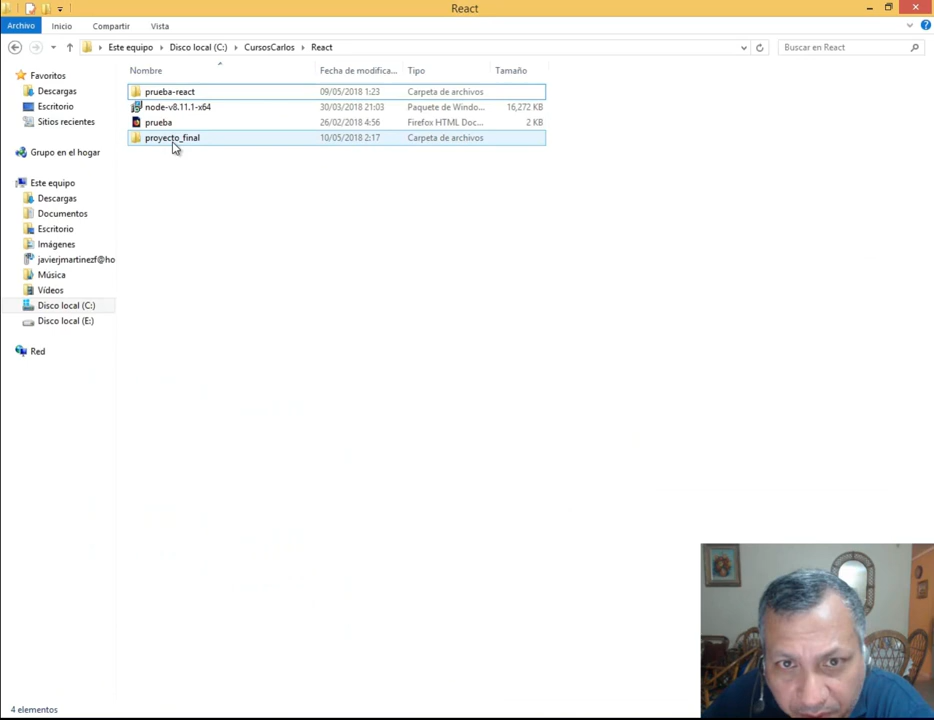 React
Archivo Inicio Compartir Vista
Este equipo Disco local (C:) CursosCarlos React Buscar en React
Nombre Fecha de modifica... Tipo Tamaño
prueba-react 09/05/2018 1:23 Carpeta de archivos
node-v8.11.1-x64 30/03/2018 21:03 Paquete de Windo... 16,272 KB
prueba 26/02/2018 4:56 Firefox HTML Doc... 2 KB
proyecto_final 10/05/2018 2:17 Carpeta de archivos
Favoritos
Descargas
Escritorio
Sitios recientes
Grupo en el hogar
Este equipo
Descargas
Documentos
Escritorio
Imágenes
javierjmartinezf@ho
Música
Vídeos
Disco local (C:)
Disco local (E:)
Red
4 elementos